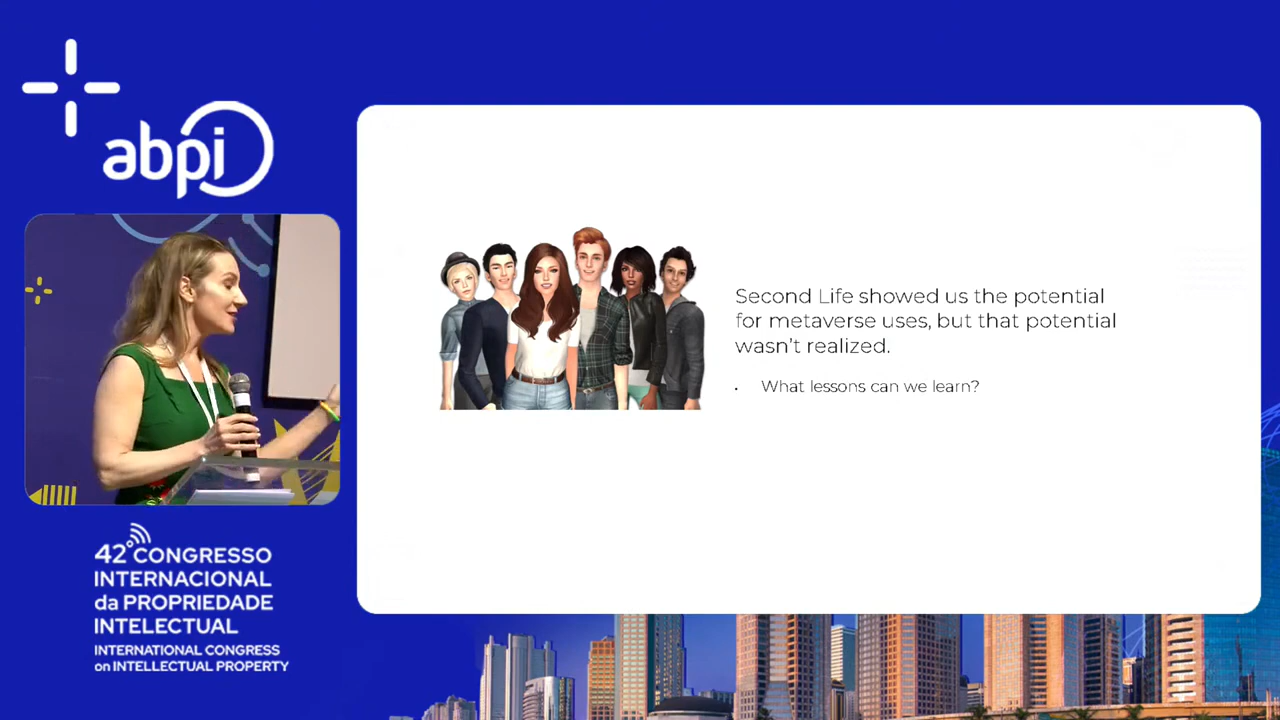 abpi
42º CONGRESSO
INTERNACIONAL
da PROPRIEDADE
INTELECTUAL
INTERNATIONAL CONGRESS
on INTELLECTUAL PROPERTY
Second Life showed us the potential
for metaverse uses, but that potential
wasn't realized.
· What lessons can we learn?